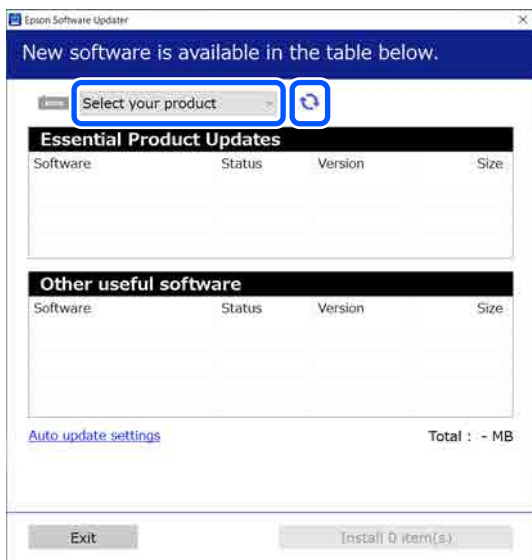 Epson Software Updater
New software is available in the table below.
Select your product
Essential Product Updates
Software Status Version Size
Other useful software
Software Status Version Size
Auto update settings Total : - MB
Exit Install 0 item(s)